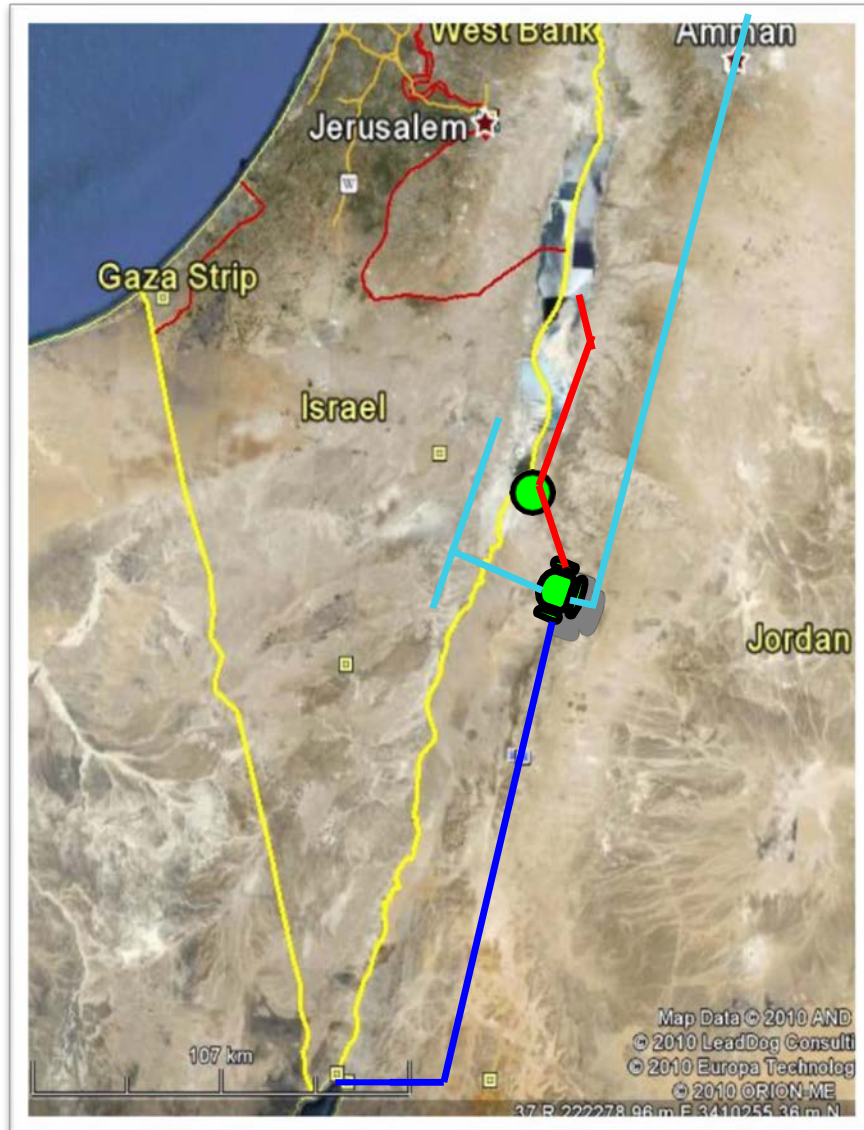 West Bank
Amman
Jerusalem
W
Gaza Strip
Israel
Jordan
Map Data © 2010 AND
© 2010 LeadDog Consulti
© 2010 Europa Technolog
© 2010 ORION-ME
107 km
37 R 222278.96 m E 3410255.36 m N